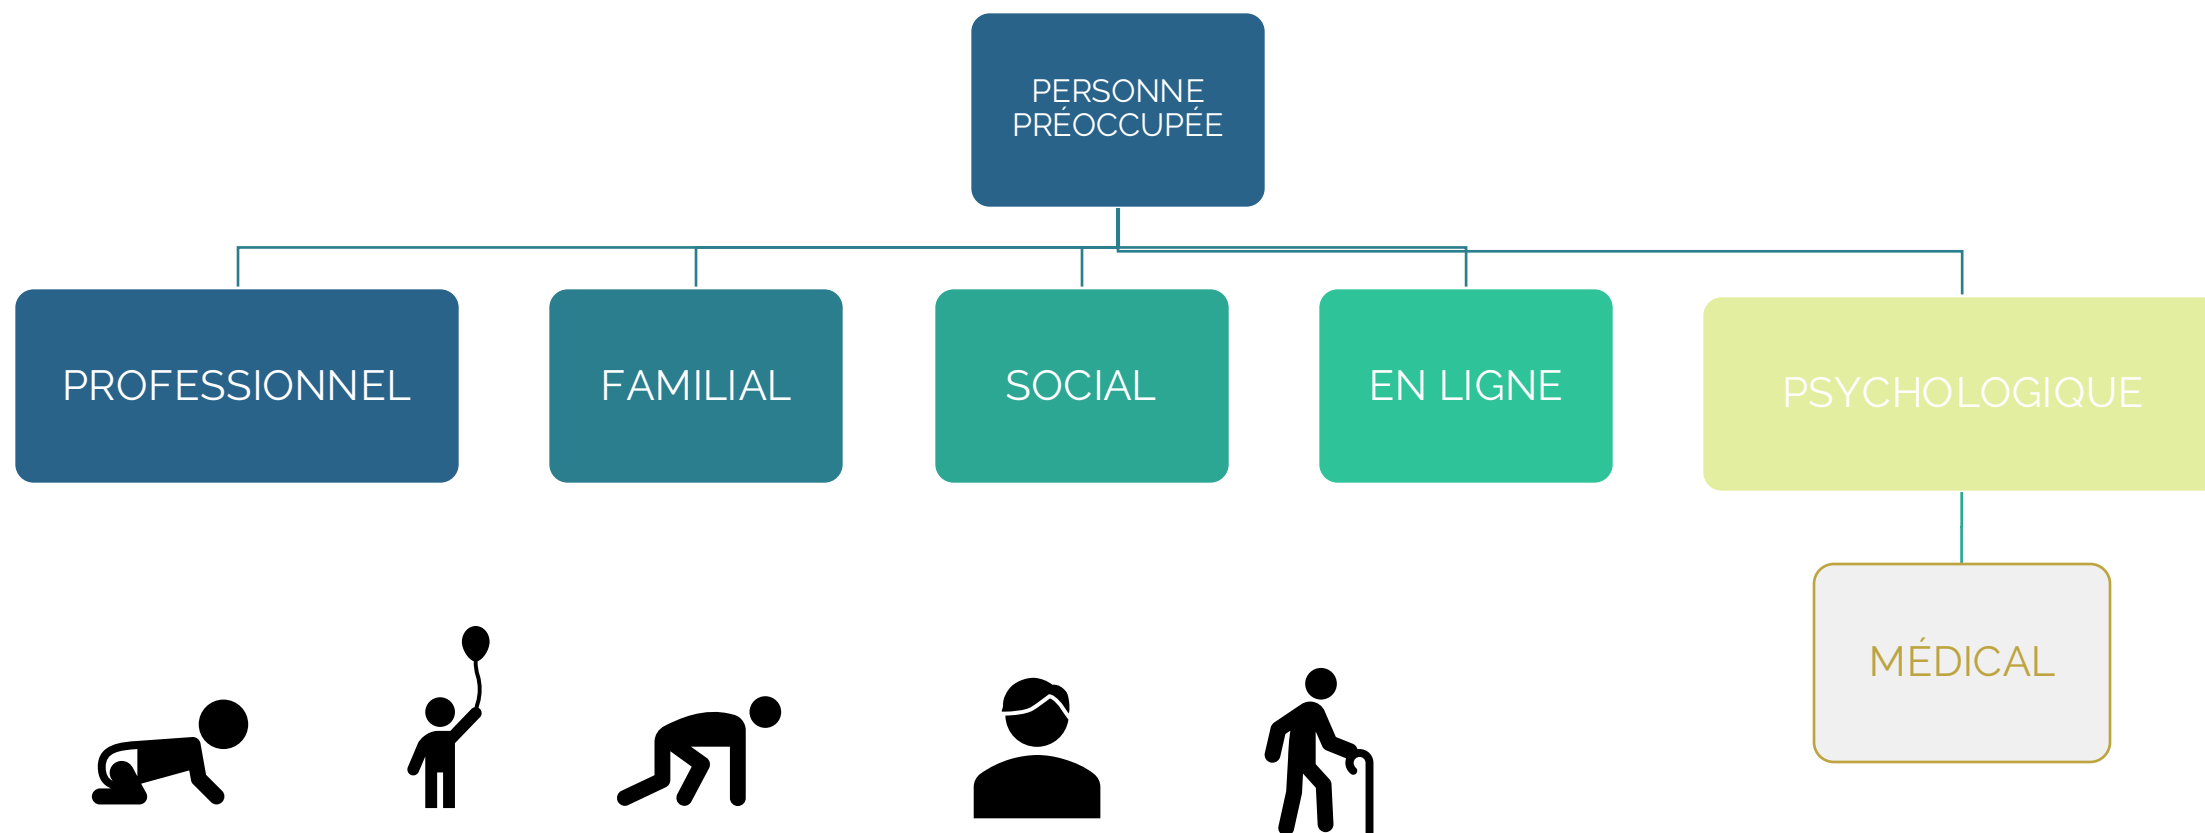 PERSONNE
PRÉOCCUPÉE
PROFESSIONNEL
FAMILIAL
SOCIAL
EN LIGNE
PSYCHOLOGIQUE
MÉDICAL